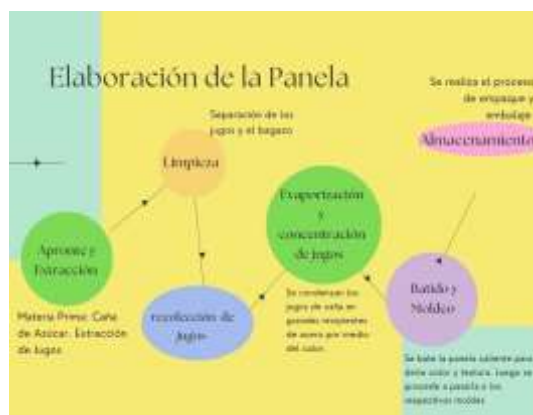 Elaboración de la Panela
Se realiza el proceso
de empaque y
embalaje
Almacenamiento
Separación de los
jugos y el bagazo
Limpieza
Evaporización
y
concentración
de jugos
Apronte y
Extracción
Materia Prima: Caña
de Azúcar. Extracción
de Jugos
recolección de
jugos
Se condensan los
jugos de caña en
grandes recipientes
de acero por medio
del calor.
Batido y
Moldeo
Se bate la panela caliente para
darle color y textura. Luego se
procede a pasarla a los
respectivos moldes